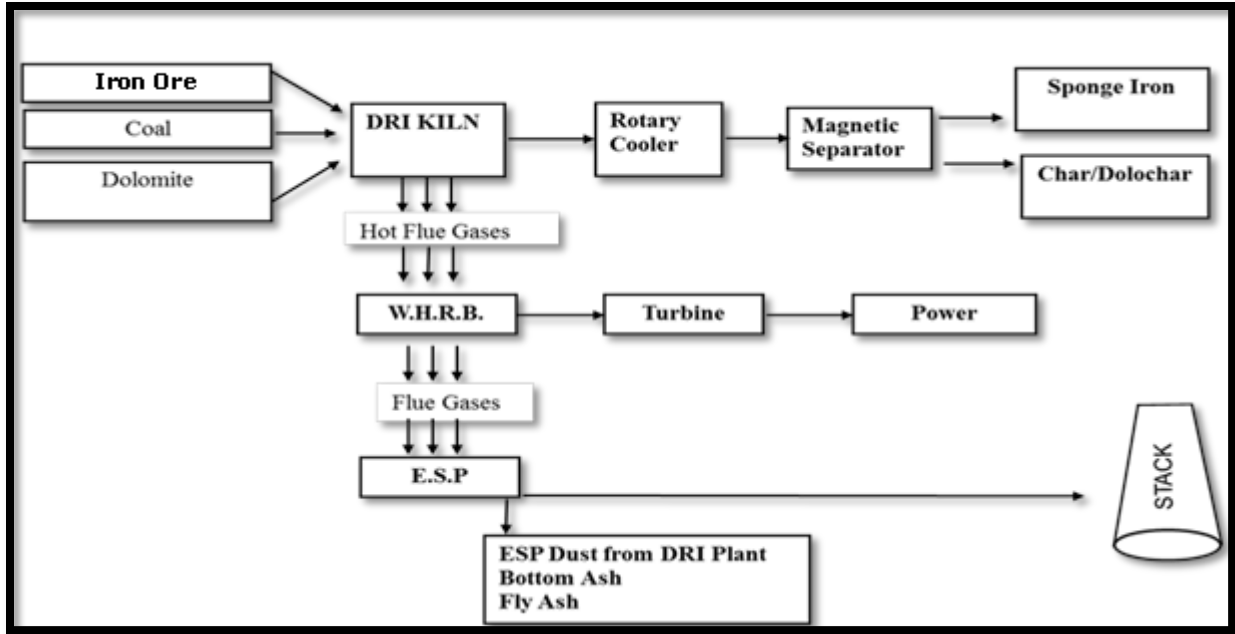 Iron Ore
Coal
Dolomite
DRI KILN
Rotary
Cooler
Magnetic
Separator
Sponge Iron
Char/Dolochar
Hot Flue Gases
W.H.R.B.
Turbine
Power
Flue Gases
E.S.P
STACK
ESP Dust from DRI Plant
Bottom Ash
Fly Ash